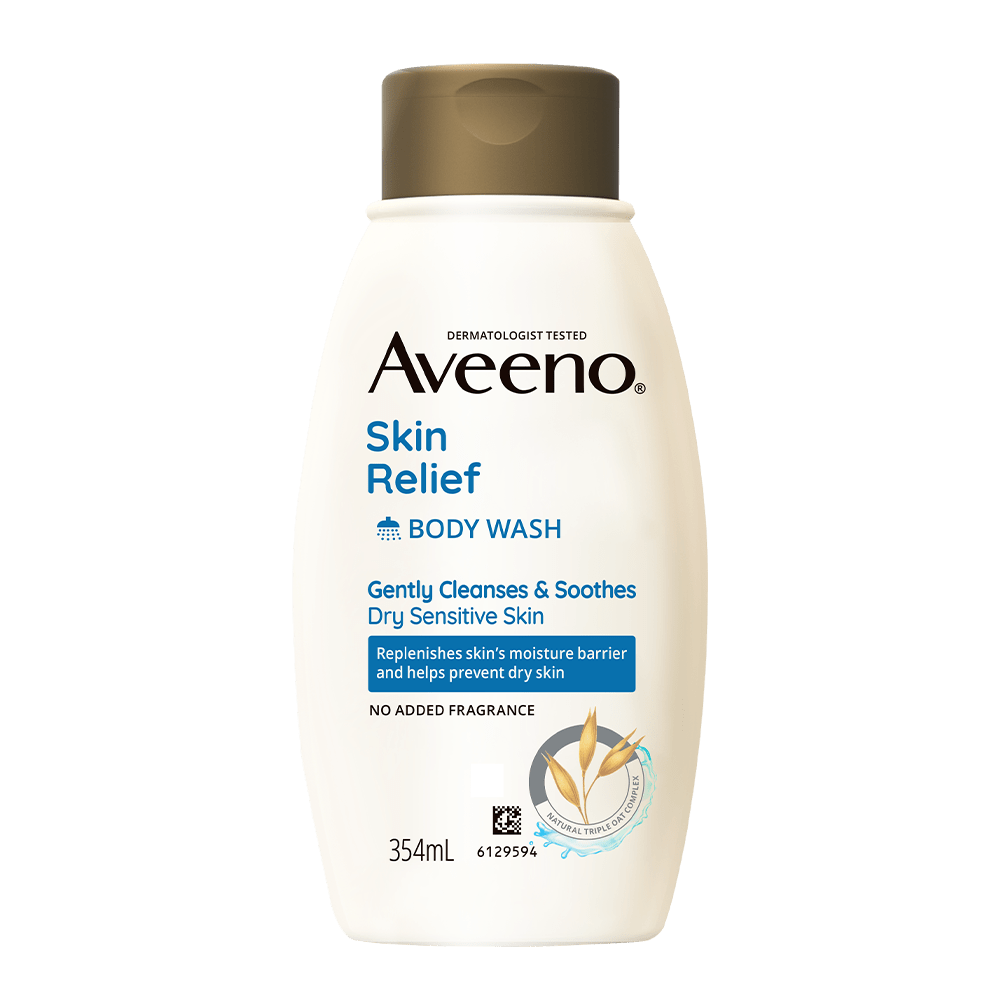 DERMATOLOGIST TESTED
Aveeno®
Skin
Relief
BODY WASH
Gently Cleanses & Soothes
Dry Sensitive Skin
Replenishes skin's moisture barrier
and helps prevent dry skin
NO ADDED FRAGRANCE
NATURAL TRIPLE OAT COMPLEX
354mL
6129594